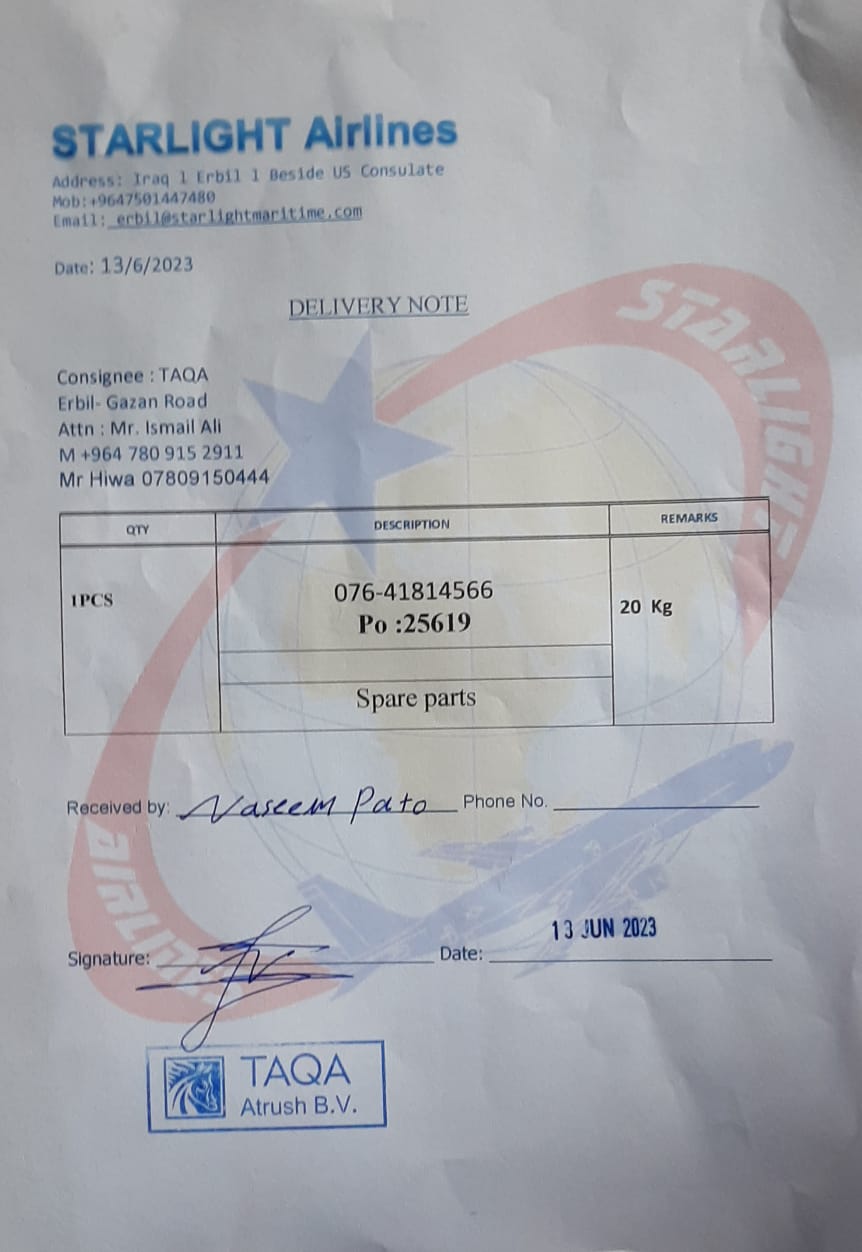 STARLIGHT Airlines
Address: Iraq l Erbil l Beside US Consulate
Mob:+9647501447480
Email: erbil@starlightmaritime.com
Date: 13/6/2023
DELIVERY NOTE
STARLIGHT
Consignee : TAQA
Erbil- Gazan Road
Attn : Mr. Ismail Ali
M +964 780 915 2911
Mr Hiwa 07809150444
QTY DESCRIPTION REMARKS
1PCS 076-41814566 20 Kg
Po :25619
Spare parts
Received by: Naseem Pato Phone No.
AIRLINES
13 JUN 2023
Signature: Date:
TAQA
Atrush B.V.